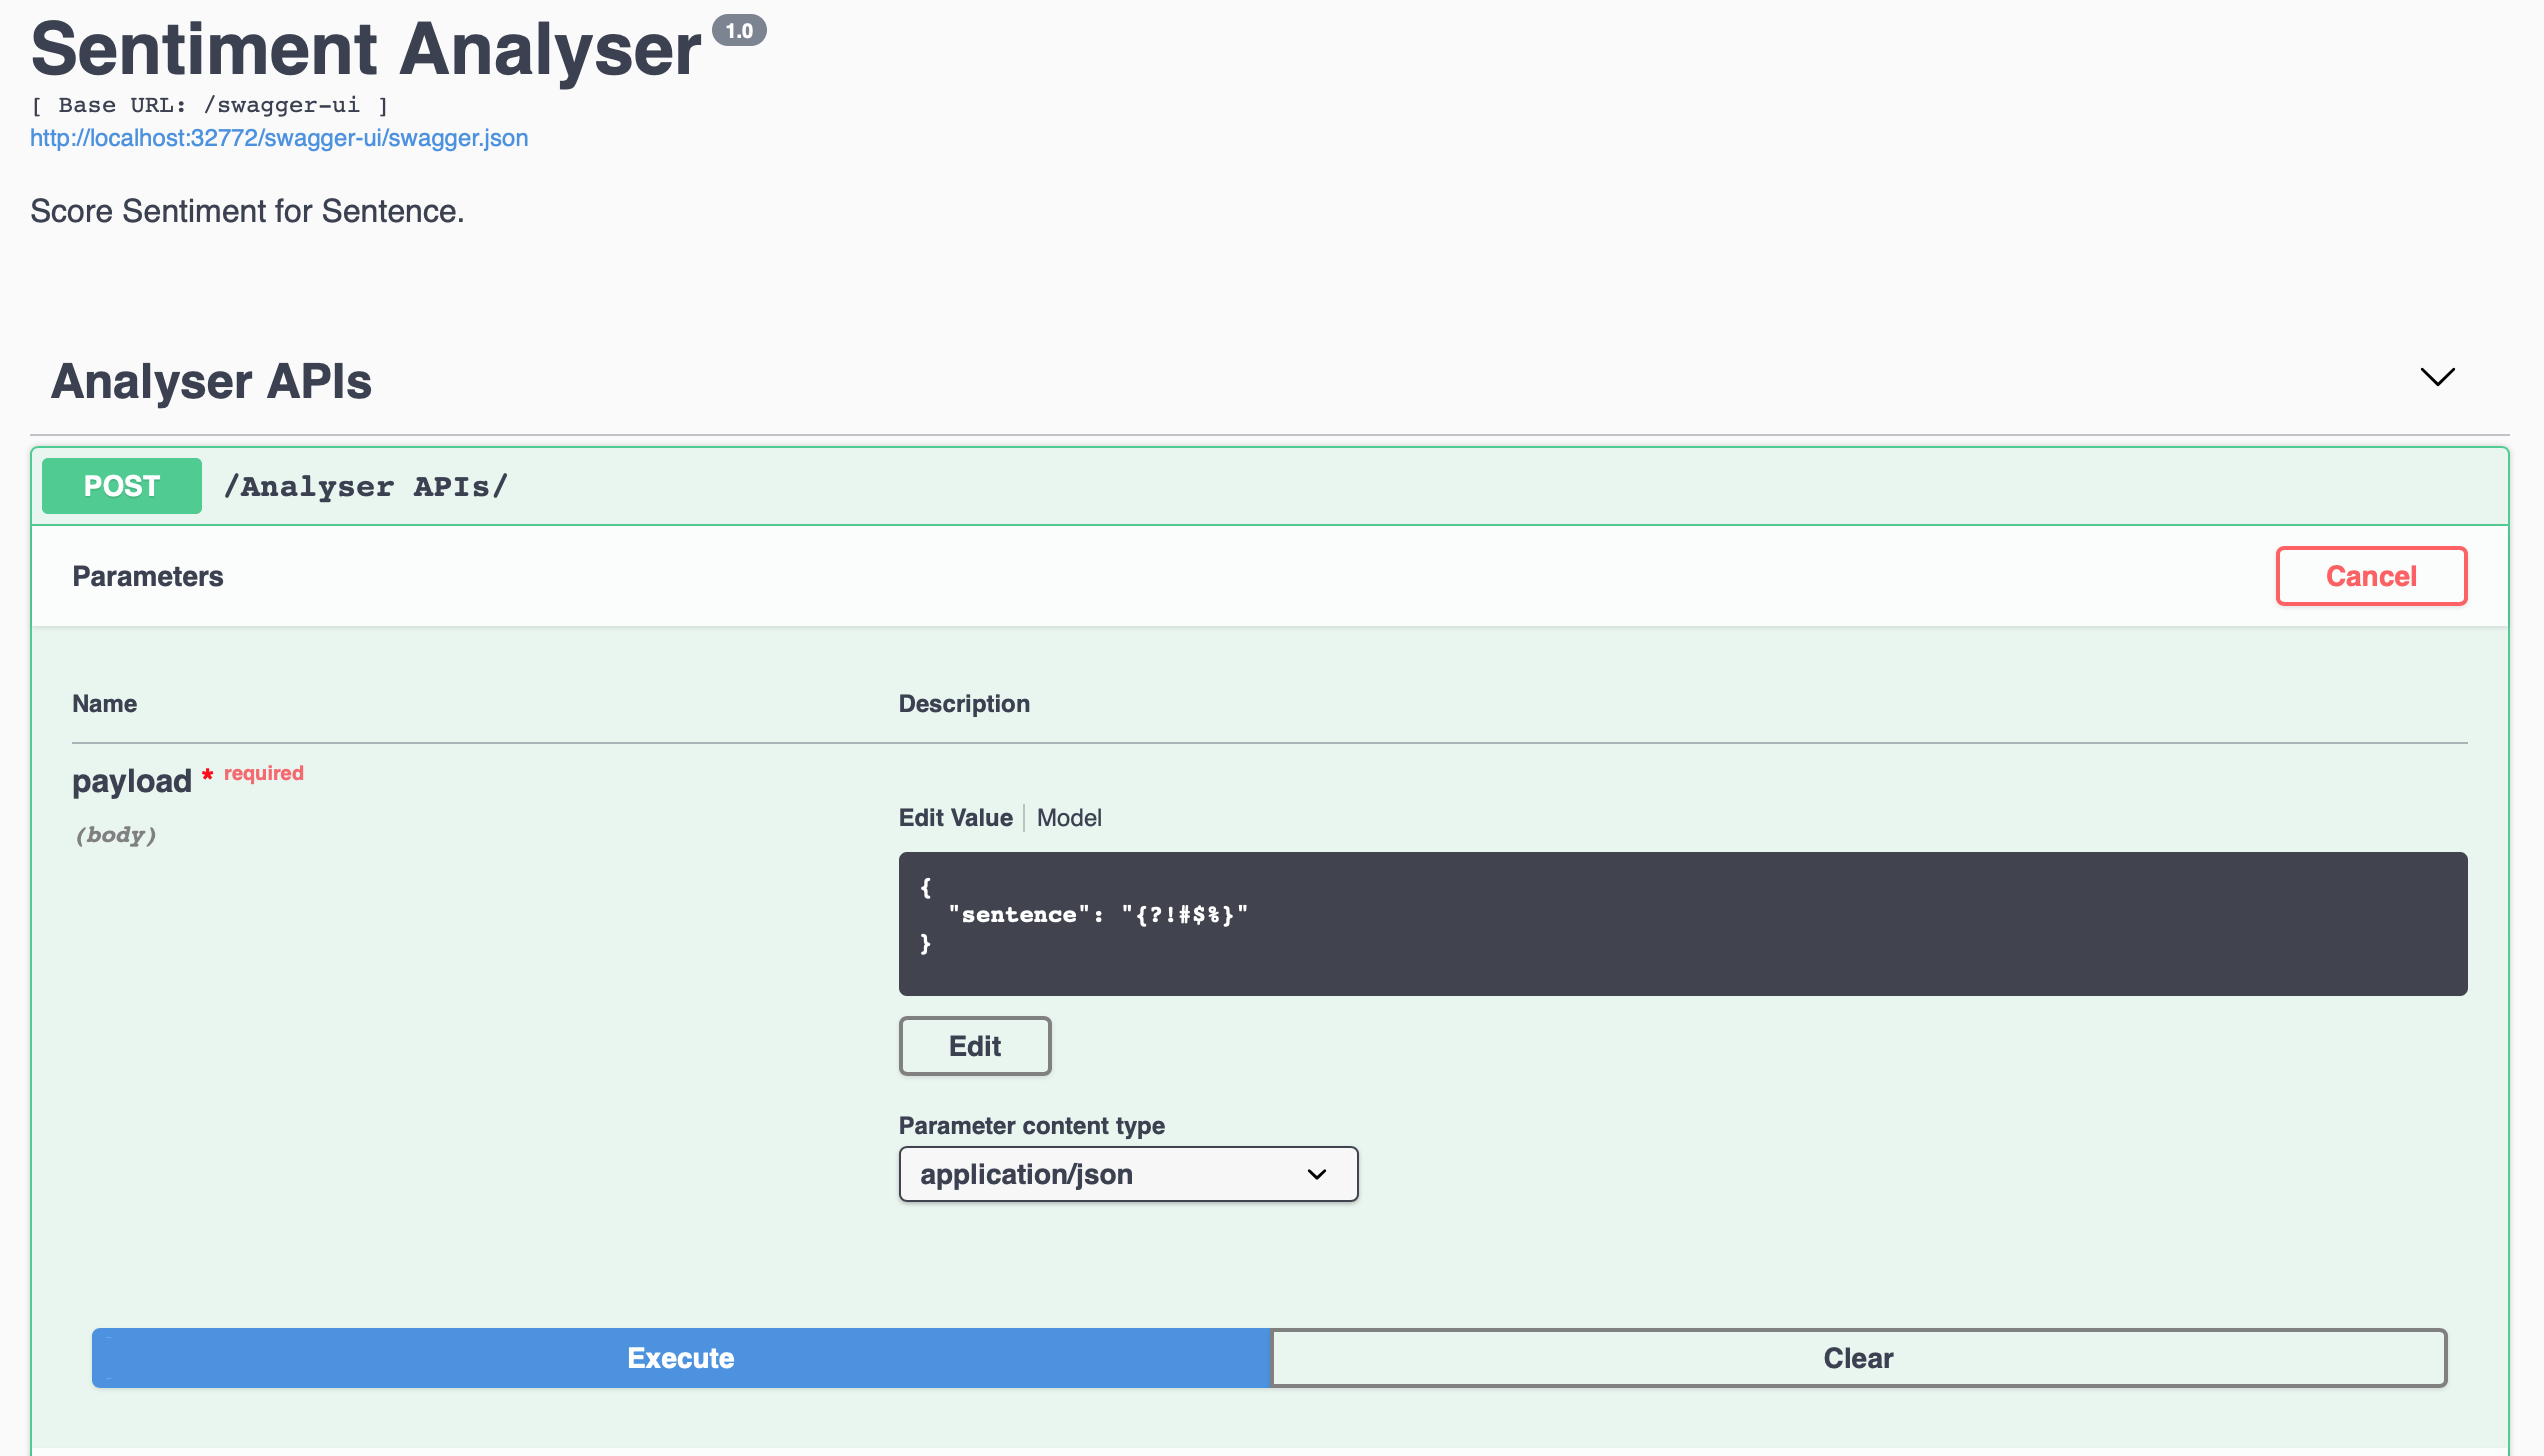 Sentiment Analyser 1.0
[ Base URL: /swagger-ui ]
http://localhost:32772/swagger-ui/swagger.json
Score Sentiment for Sentence.
Analyser APIs
POST /Analyser APIs/
Parameters Cancel
Name Description
payload * required
(body)
Edit Value Model
{
"sentence": "{?!#$%}"
}
Edit
Parameter content type
application/json
Execute Clear